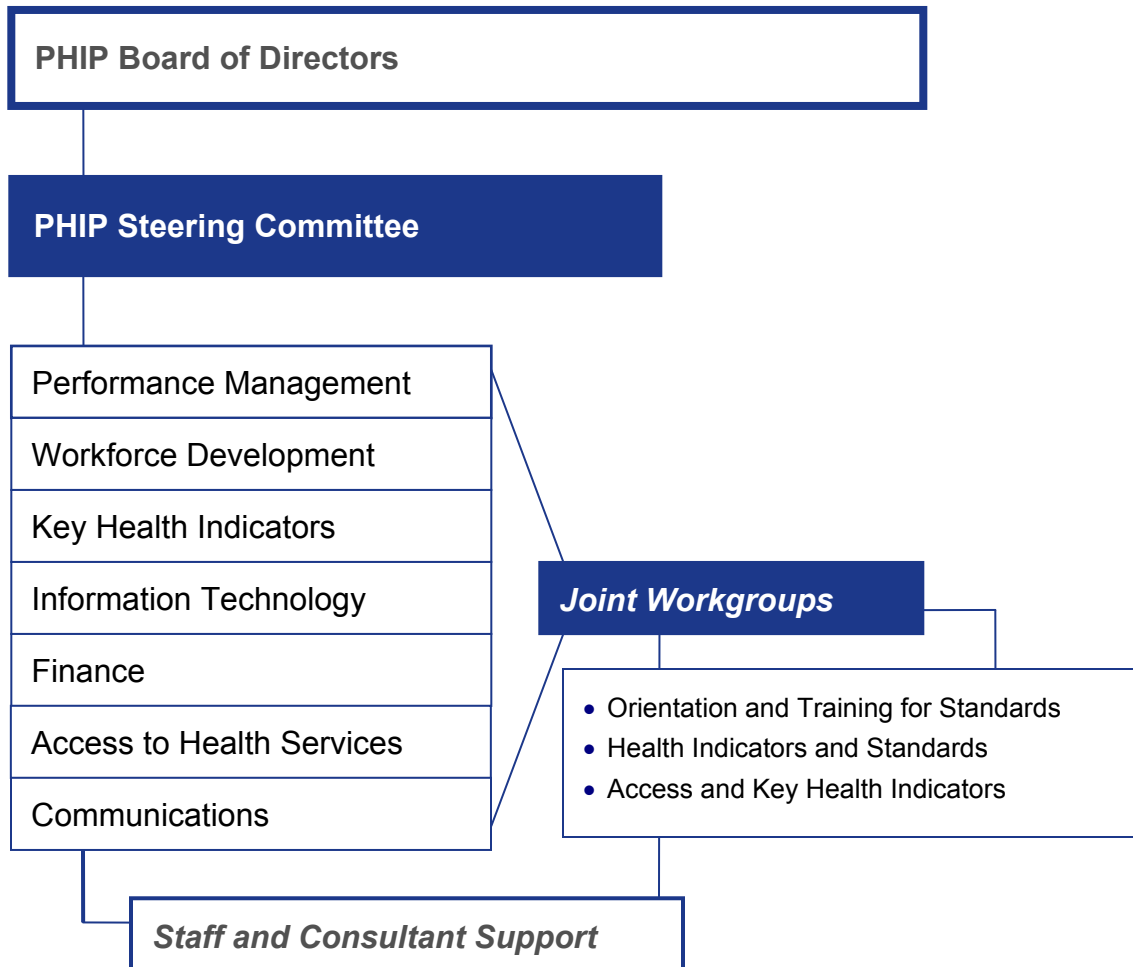 PHIP Board of Directors
PHIP Steering Committee
Performance Management
Workforce Development
Key Health Indicators
Information Technology
Finance
Access to Health Services
Communications
Joint Workgroups
• Orientation and Training for Standards
• Health Indicators and Standards
• Access and Key Health Indicators
Staff and Consultant Support